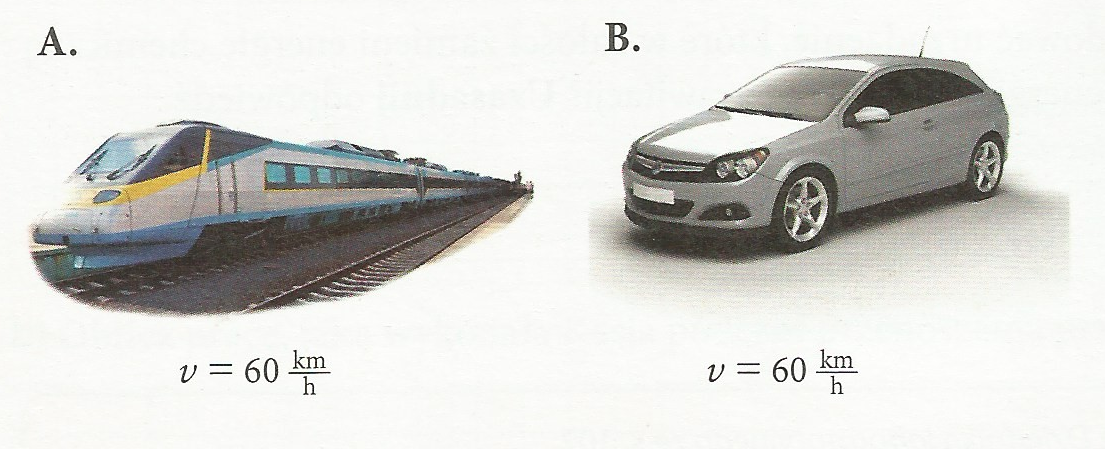 A.
B.
v = 60 km/h
v = 60 km/h